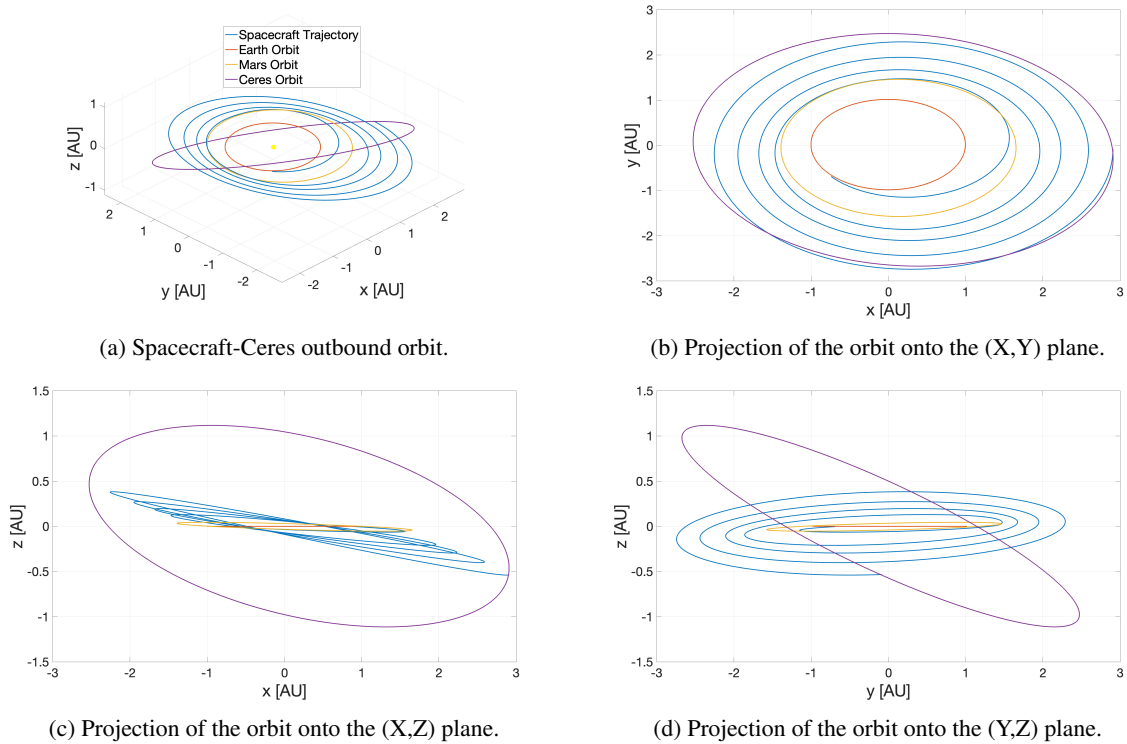 Spacecraft Trajectory
Earth Orbit
Mars Orbit
Ceres Orbit
1
0
-1
z [AU]
2
1
0
-1
-2
y [AU]
-2
-1
0
1
2
x [AU]
(a) Spacecraft-Ceres outbound orbit.
3
2
1
0
-1
-2
-3
y [AU]
-3 -2 -1 0 1 2 3
x [AU]
(b) Projection of the orbit onto the (X,Y) plane.
1.5
1
0.5
0
-0.5
-1
-1.5
z [AU]
-3 -2 -1 0 1 2 3
x [AU]
(c) Projection of the orbit onto the (X,Z) plane.
1.5
1
0.5
0
-0.5
-1
-1.5
z [AU]
-3 -2 -1 0 1 2 3
y [AU]
(d) Projection of the orbit onto the (Y,Z) plane.